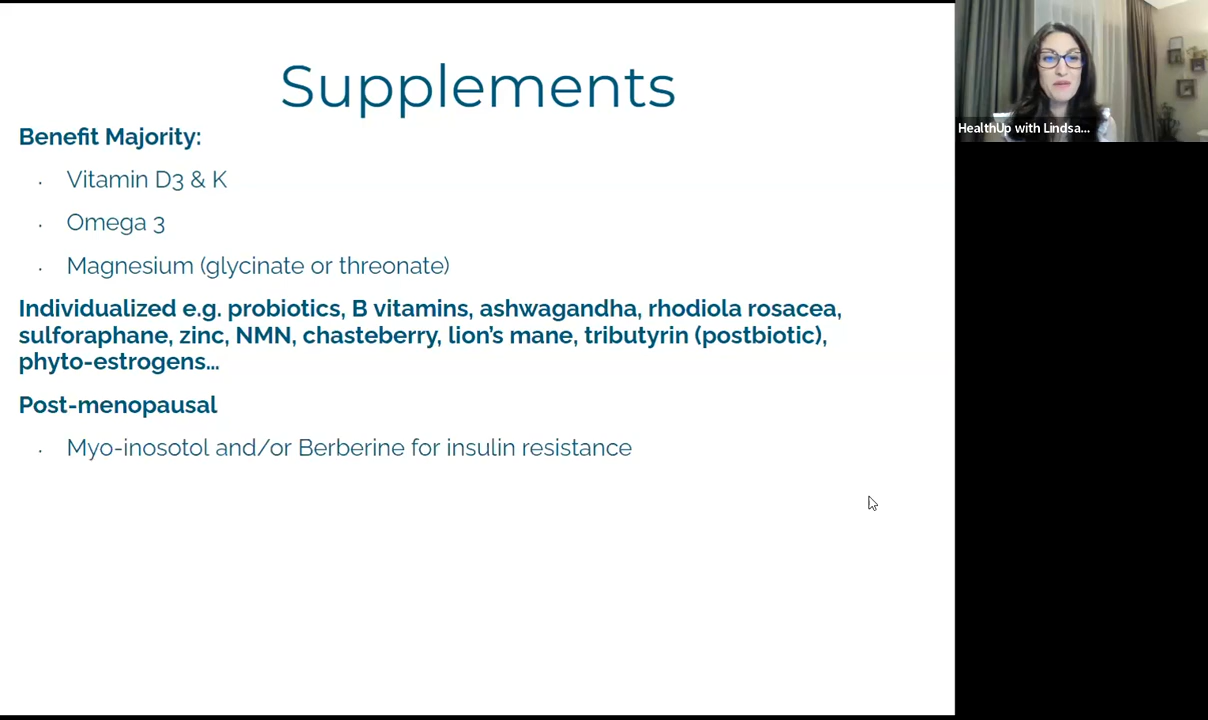 Supplements
Benefit Majority:
· Vitamin D3 & K
· Omega 3
· Magnesium (glycinate or threonate)
Individualized e.g. probiotics, B vitamins, ashwagandha, rhodiola rosacea,
sulforaphane, zinc, NMN, chasteberry, lion's mane, tributyrin (postbiotic),
phyto-estrogens...
Post-menopausal
· Myo-inosotol and/or Berberine for insulin resistance
HealthUp with Lindsa...